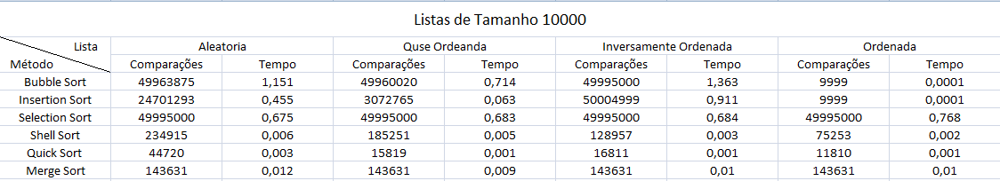 Listas de Tamanho 10000
Lista Aleatoria Quse Ordeanda Inversamente Ordenada Ordenada
Método Comparações Tempo Comparações Tempo Comparações Tempo Comparações Tempo
Bubble Sort 49963875 1,151 49960020 0,714 49995000 1,363 9999 0,0001
Insertion Sort 24701293 0,455 3072765 0,063 50004999 0,911 9999 0,0001
Selection Sort 49995000 0,675 49995000 0,683 49995000 0,684 49995000 0,768
Shell Sort 234915 0,006 185251 0,005 128957 0,003 75253 0,002
Quick Sort 44720 0,003 15819 0,001 16811 0,001 11810 0,001
Merge Sort 143631 0,012 143631 0,009 143631 0,01 143631 0,01